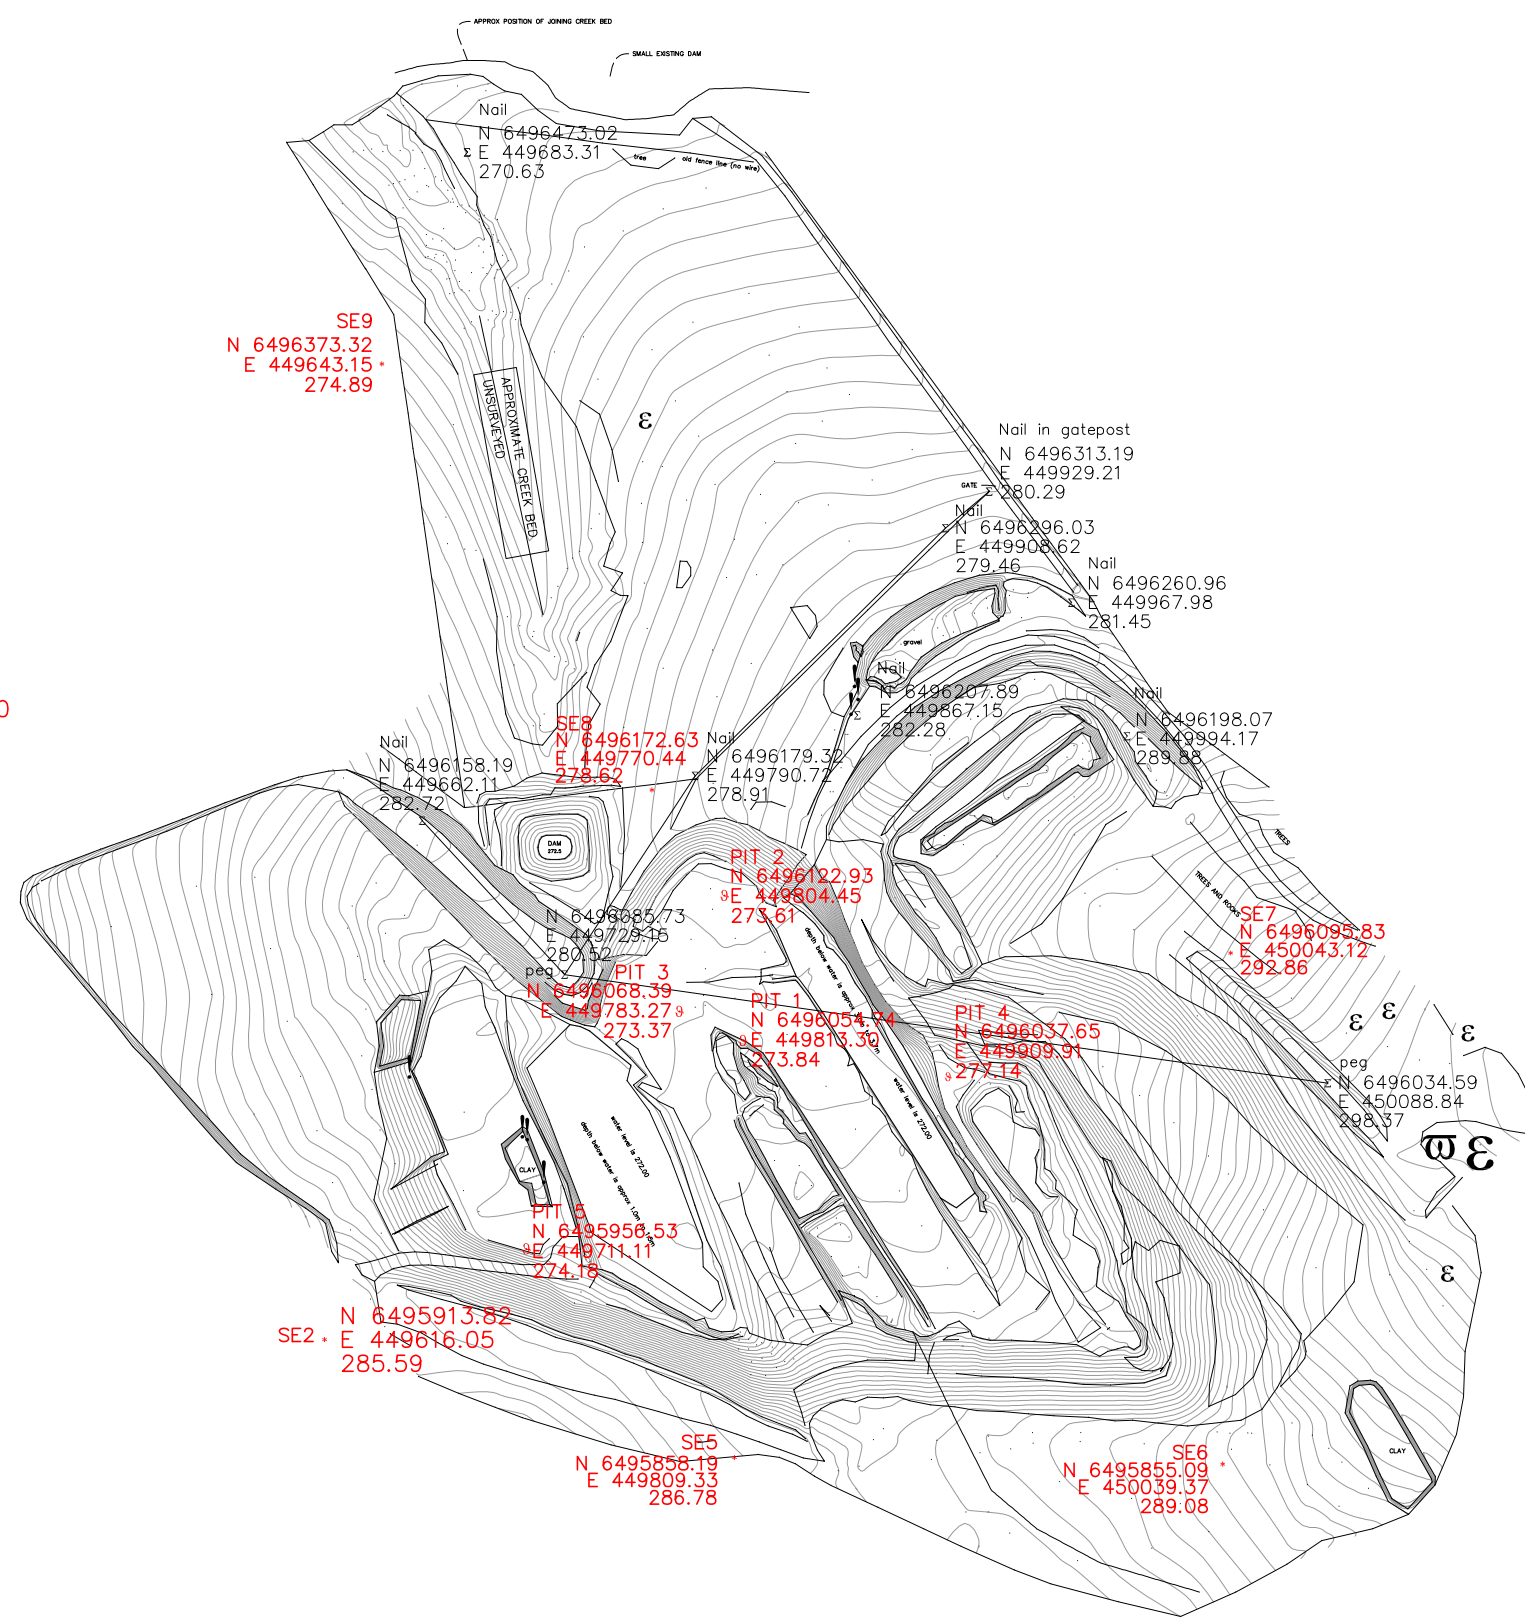 APPROX POSITION OF JOINING CREEK BED
SMALL EXISTING DAM
Nail
N 6496473.02
Σ E 449683.31
270.63
tree
old fence line (no wire)
SE9
N 6496373.32
E 449643.15 *
274.89
APPROXIMATE CREEK BED
UNSURVEYED
ε
Nail in gatepost
N 6496313.19
E 449929.21
GATE
Σ 280.29
Nail
Σ N 6496296.03
E 449908.62
279.46
Nail
N 6496260.96
Σ E 449967.98
281.45
gravel
Nail
N 6496207.89
E 449867.15
Σ
282.28
Nail
N 6496198.07
Σ E 449994.17
289.88
0
SE8
N 6496172.63
E 449770.44
278.62
*
Nail
N 6496179.32
Σ E 449790.72
278.91
Nail
N 6496158.19
E 449662.11
282.72
Σ
DAM
272.5
TREES
TREES AND ROCKS
PIT 2
N 6496122.93
ϑE 449804.45
273.61
SE7
N 6496095.83
* E 450043.12
292.86
N 6496085.73
E 449729.15
280.52
peg Σ
PIT 3
N 6496068.39
E 449783.27 ϑ
273.37
PIT 1
N 6496054.74
ϑE 449813.30
273.84
PIT 4
N 6496037.65
E 449909.91
ϑ 277.14
water level is 272.00
ε ε ε
peg
Σ N 6496034.59
E 450088.84
298.37
ϖ ε
water level is 272.00
CLAY
PIT 5
N 6495956.53
ϑE 449711.11
274.18
ε
N 6495913.82
SE2 * E 449616.05
285.59
SE5
N 6495858.19 *
E 449809.33
286.78
SE6
N 6495855.09 *
E 450039.37
289.08
CLAY